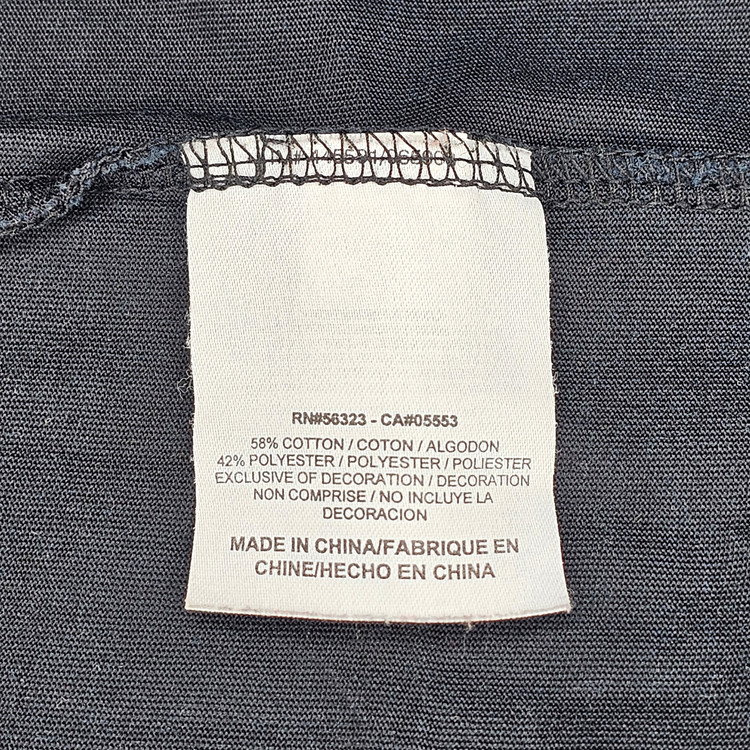 RN#56323 - CA#05553
58% COTTON / COTON / ALGODON
42% POLYESTER / POLYESTER / POLIESTER
EXCLUSIVE OF DECORATION / DECORATION
NON COMPRISE / NO INCLUYE LA
DECORACION
MADE IN CHINA/FABRIQUE EN
CHINE/HECHO EN CHINA